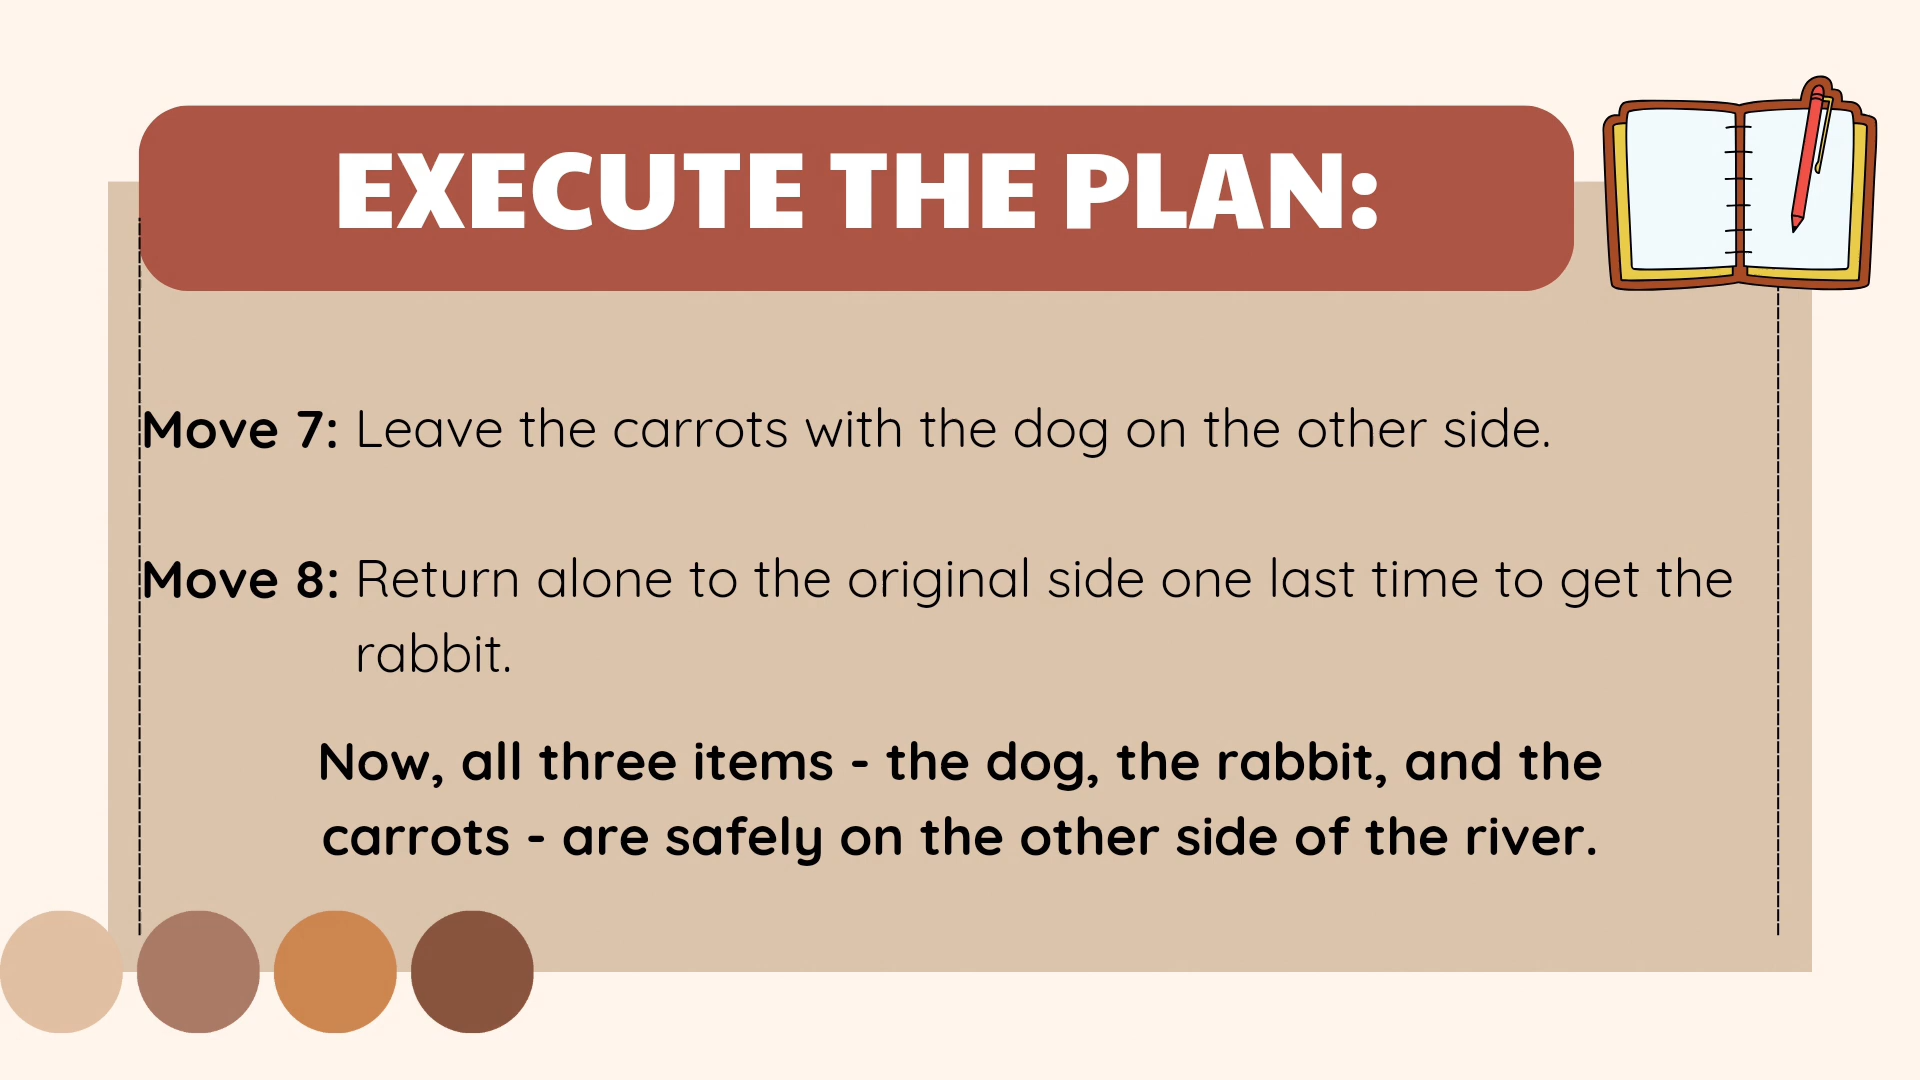 EXECUTE THE PLAN:
Move 7: Leave the carrots with the dog on the other side.
Move 8: Return alone to the original side one last time to get the
rabbit.
Now, all three items - the dog, the rabbit, and the
carrots - are safely on the other side of the river.